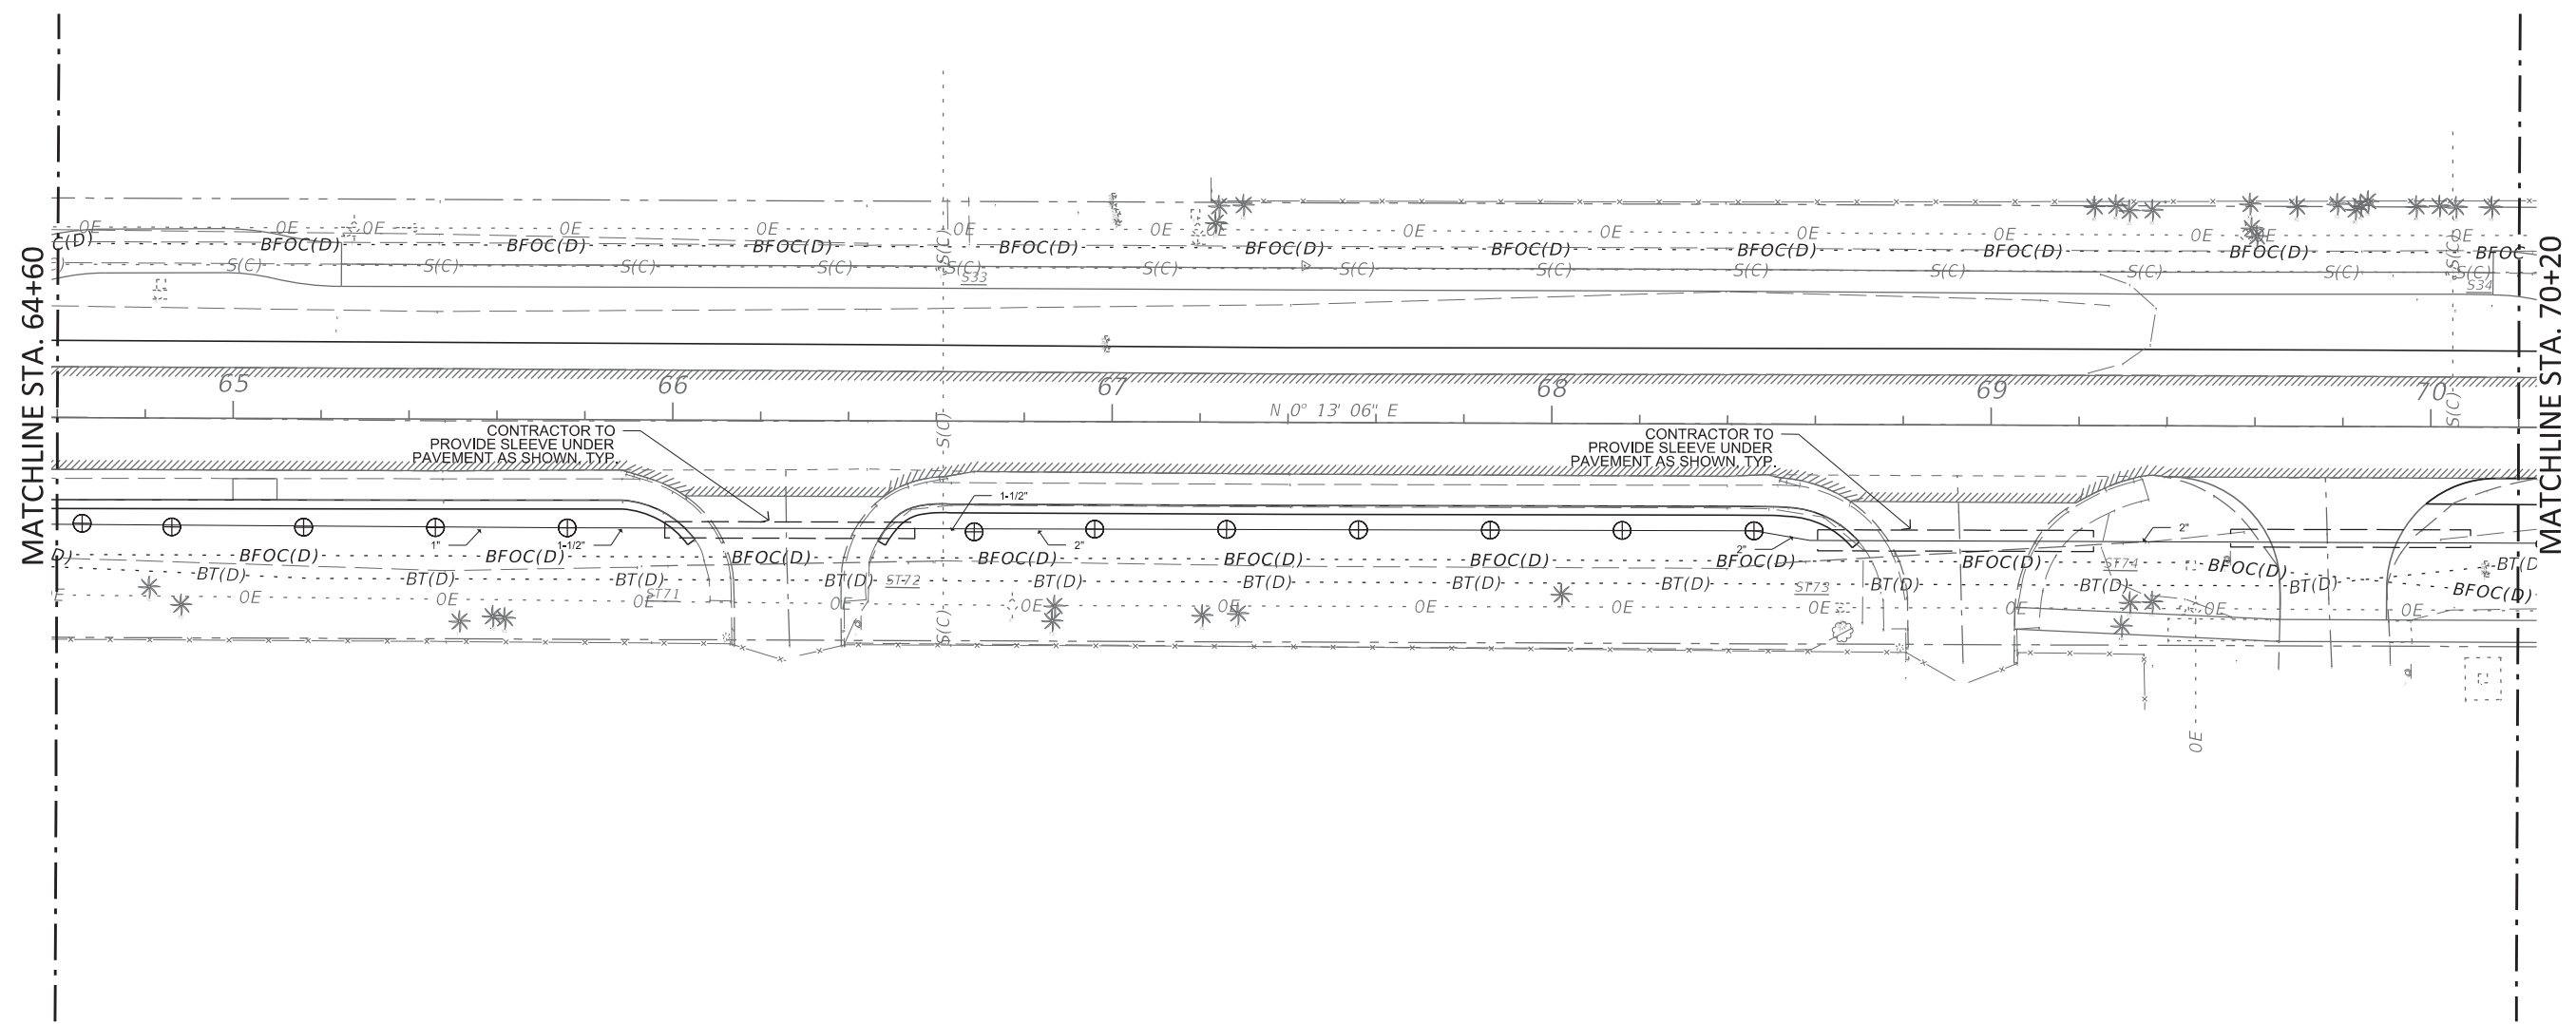 MATCHLINE STA. 64+60
OE OE OE OE OE OE OE OE OE OE OE OE OE OE
C(D) BFOC(D) BFOC(D) BFOC(D) BFOC(D) BFOC(D) BFOC(D) BFOC(D) BFOC(D) BFOC(D) BFOC
S(C) S(C) S(C) S(C) S(C) S(C) S(C) S(C) S(C) S(C) S(C) S(C) S(C)
S(C)
S33
S(C)
S34
65 66 67 68 69 70
N 0° 13' 06" E
S(C)
S(C)
CONTRACTOR TO
PROVIDE SLEEVE UNDER
PAVEMENT AS SHOWN, TYP.
CONTRACTOR TO
PROVIDE SLEEVE UNDER
PAVEMENT AS SHOWN, TYP.
1" 1-1/2" 1-1/2" 2" 2" 2"
D) BFOC(D) BFOC(D) BFOC(D) BFOC(D) BFOC(D) BFOC(D) BFOC(D) BFOC(D) BFOC(D) BFOC(D)
BT(D) BT(D) BT(D) BT(D) BT(D) BT(D) BT(D) BT(D) BT(D) BT(D) BT(D) BT(D
ST71 ST72 ST73 ST74
E OE OE OE OE OE OE OE OE OE OE OE OE
S(C)
OE
MATCHLINE STA. 70+20